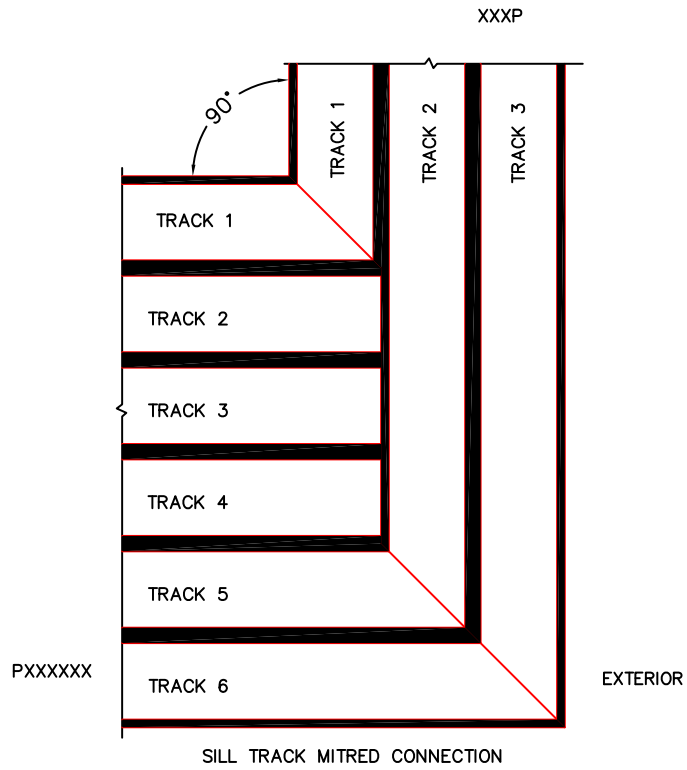 XXXP
90°
TRACK 1
TRACK 2
TRACK 3
TRACK 1
TRACK 2
TRACK 3
TRACK 4
TRACK 5
TRACK 6
PXXXXXX
EXTERIOR
SILL TRACK MITRED CONNECTION